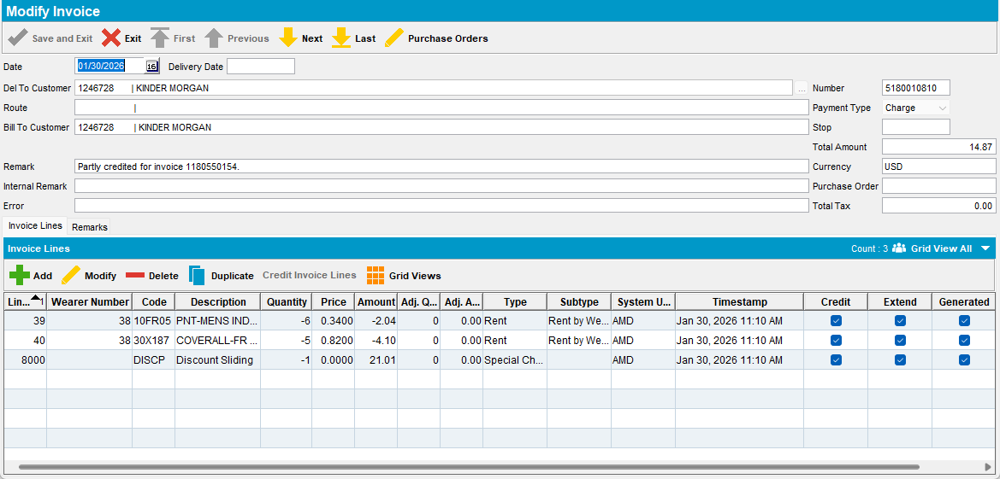 Modify Invoice
Save and Exit Exit First Previous Next Last Purchase Orders
Date 01/30/2026 16 Delivery Date
Del To Customer 1246728 | KINDER MORGAN ... Number 5180010810
Route | Payment Type Charge
Bill To Customer 1246728 | KINDER MORGAN Stop
Total Amount 14.87
Remark Partly credited for invoice 1180550154. Currency USD
Internal Remark Purchase Order
Error Total Tax 0.00
Invoice Lines Remarks
Invoice Lines Count : 3 Grid View All
Add Modify Delete Duplicate Credit Invoice Lines Grid Views
Lin... 1 Wearer Number Code Description Quantity Price Amount Adj. Q... Adj. A... Type Subtype System U... Timestamp Credit Extend Generated
39 38 10FR05 PNT-MENS IND... -6 0.3400 -2.04 0 0.00 Rent Rent by We... AMD Jan 30, 2026 11:10 AM
40 38 30X187 COVERALL-FR ... -5 0.8200 -4.10 0 0.00 Rent Rent by We... AMD Jan 30, 2026 11:10 AM
8000 DISCP Discount Sliding -1 0.0000 21.01 0 0.00 Special Ch... AMD Jan 30, 2026 11:10 AM